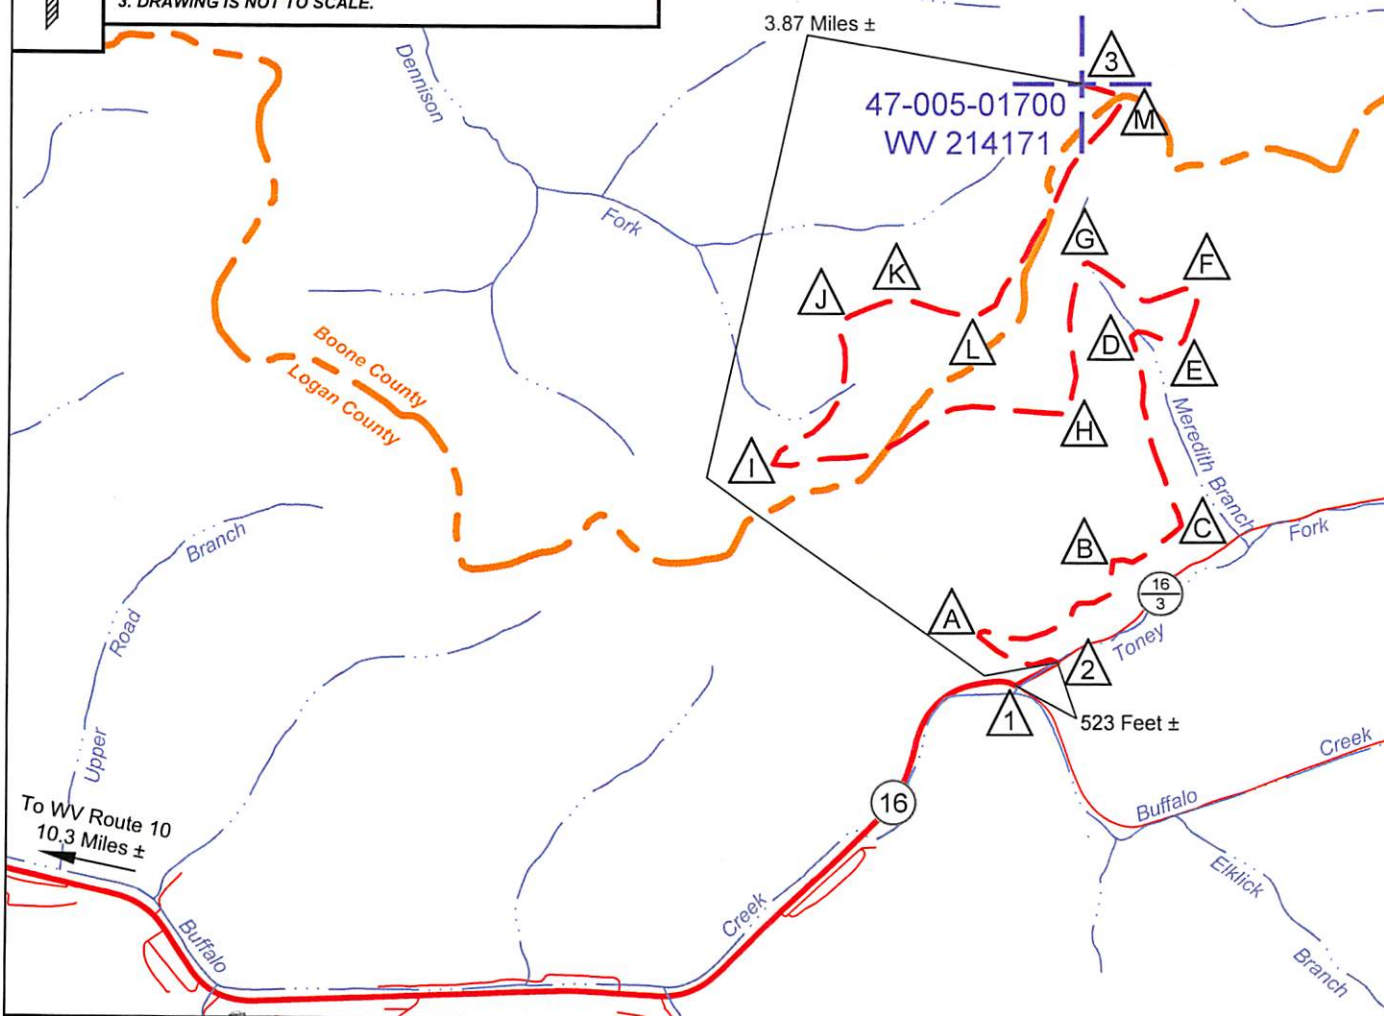 3. DRAWING IS NOT TO SCALE.
3.87 Miles ±
3
47-005-01700
WV 214171
M
Dennison
Fork
G
F
K
J
D
L
E
H
Boone County
Logan County
I
Meredith Branch
C
B
Fork
Branch
16
3
A
Road
Toney
2
1
523 Feet ±
Upper
Creek
To WV Route 10
10.3 Miles ±
16
Buffalo
Elklick
Creek
Buffalo
Branch